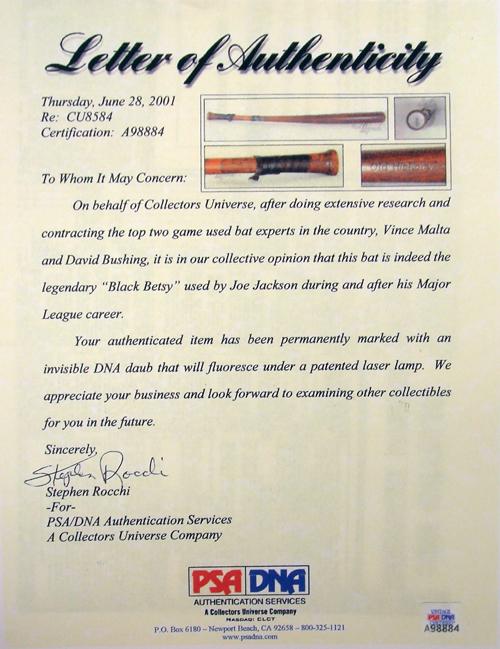 Letter of Authenticity
Thursday, June 28, 2001
Re: CU8584
Certification: A98884
Old Hickory
To Whom It May Concern:
On behalf of Collectors Universe, after doing extensive research and
contracting the top two game used bat experts in the country, Vince Malta
and David Bushing, it is in our collective opinion that this bat is indeed the
legendary “Black Betsy” used by Joe Jackson during and after his Major
League career.
Your authenticated item has been permanently marked with an
invisible DNA daub that will fluoresce under a patented laser lamp. We
appreciate your business and look forward to examining other collectibles
for you in the future.
Sincerely,
Stephen Rocchi
Stephen Rocchi
-For-
PSA/DNA Authentication Services
A Collectors Universe Company
PSA DNA
AUTHENTICATION SERVICES
A Collectors Universe Company
NASDAQ: CLCT
P.O. Box 6180 – Newport Beach, CA 92658 – 800-325-1121
www.psadna.com
PSA DNA
A98884